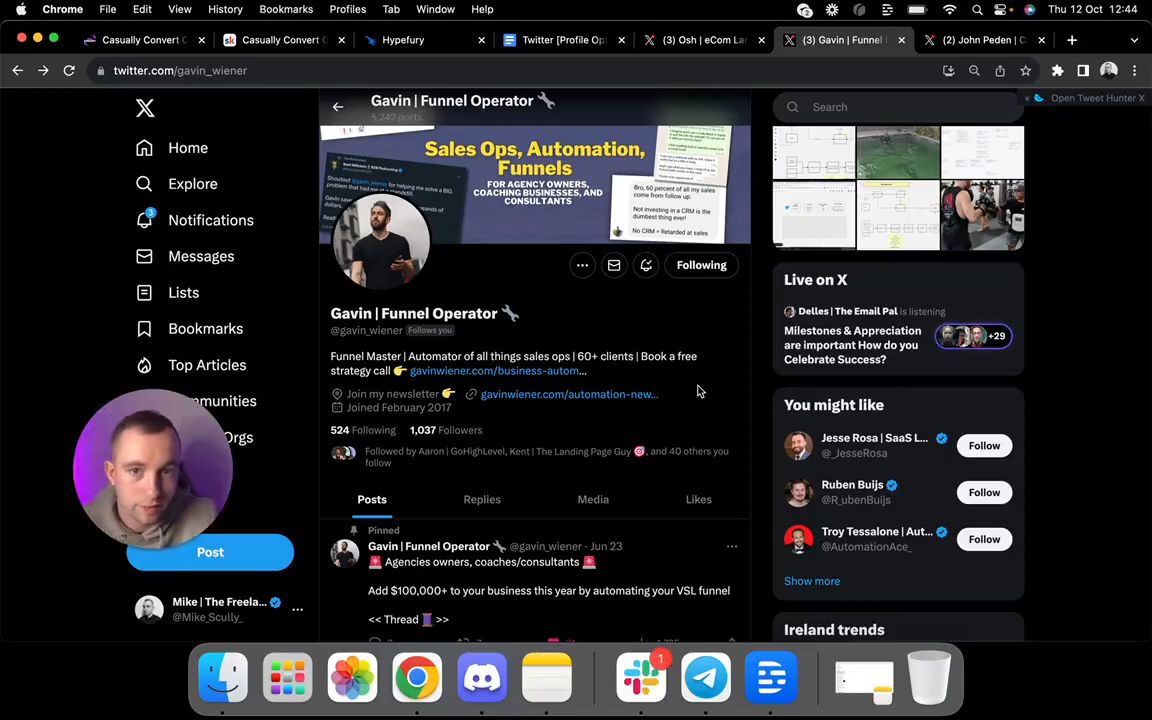 Chrome File Edit View History Bookmarks Profiles Tab Window Help
2
Thu 12 Oct 12:44
Casually Convert C
Casually Convert C
Hypefury
Twitter [Profile Op
(3) Osh | eCom La
(3) Gavin | Funnel
(2) John Peden | C
twitter.com/gavin_wiener
Open Tweet Hunter X
Home
Explore
3
Notifications
Messages
Lists
Bookmarks
Top Articles
mmunities
Orgs
Post
Mike | The Freela...
@Mike_Scully_
Gavin | Funnel Operator 🔧
5,242 posts
Sales Ops, Automation,
Funnels
FOR AGENCY OWNERS,
COACHING BUSINESSES, AND
CONSULTANTS
Bro, 60 percent of all my sales
come from follow up.
Not investing in a CRM is the
dumbest thing ever!
No CRM = Retarded at sales
Following
Gavin | Funnel Operator 🔧
@gavin_wiener Follows you
Funnel Master | Automator of all things sales ops | 60+ clients | Book a free
strategy call 👉 gavinwiener.com/business-autom...
Join my newsletter 👉 gavinwiener.com/automation-new...
Joined February 2017
524 Following 1,037 Followers
Followed by Aaron | GoHighLevel, Kent | The Landing Page Guy 🎯, and 40 others you
follow
Posts Replies Media Likes
Pinned
Gavin | Funnel Operator 🔧 @gavin_wiener · Jun 23
🚨 Agencies owners, coaches/consultants 🚨
Add $100,000+ to your business this year by automating your VSL funnel
<< Thread 🧵 >>
Search
Live on X
Delles | The Email Pal is listening
Milestones & Appreciation
are important How do you
Celebrate Success?
+29
You might like
Jesse Rosa | SaaS L...
@_JesseRosa
Follow
Ruben Buijs
@R_ubenBuijs
Follow
Troy Tessalone | Aut...
@AutomationAce_
Follow
Show more
Ireland trends
1